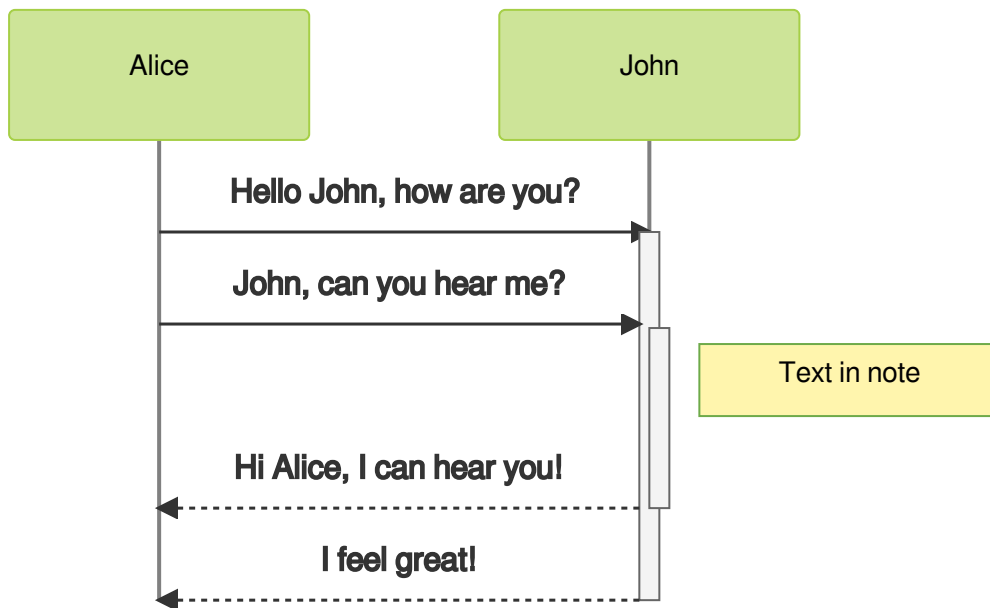 Alice
John
Hello John, how are you?
John, can you hear me?
Text in note
Hi Alice, I can hear you!
I feel great!